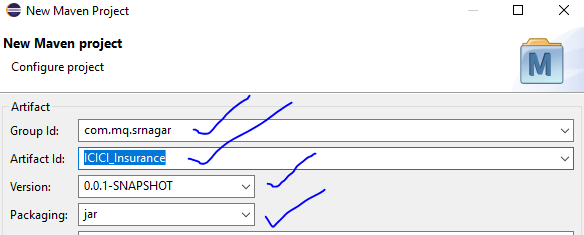 New Maven Project
New Maven project
Configure project
M
Artifact
Group Id: com.mq.srnagar
Artifact Id: ICICI_Insurance
Version: 0.0.1-SNAPSHOT
Packaging: jar